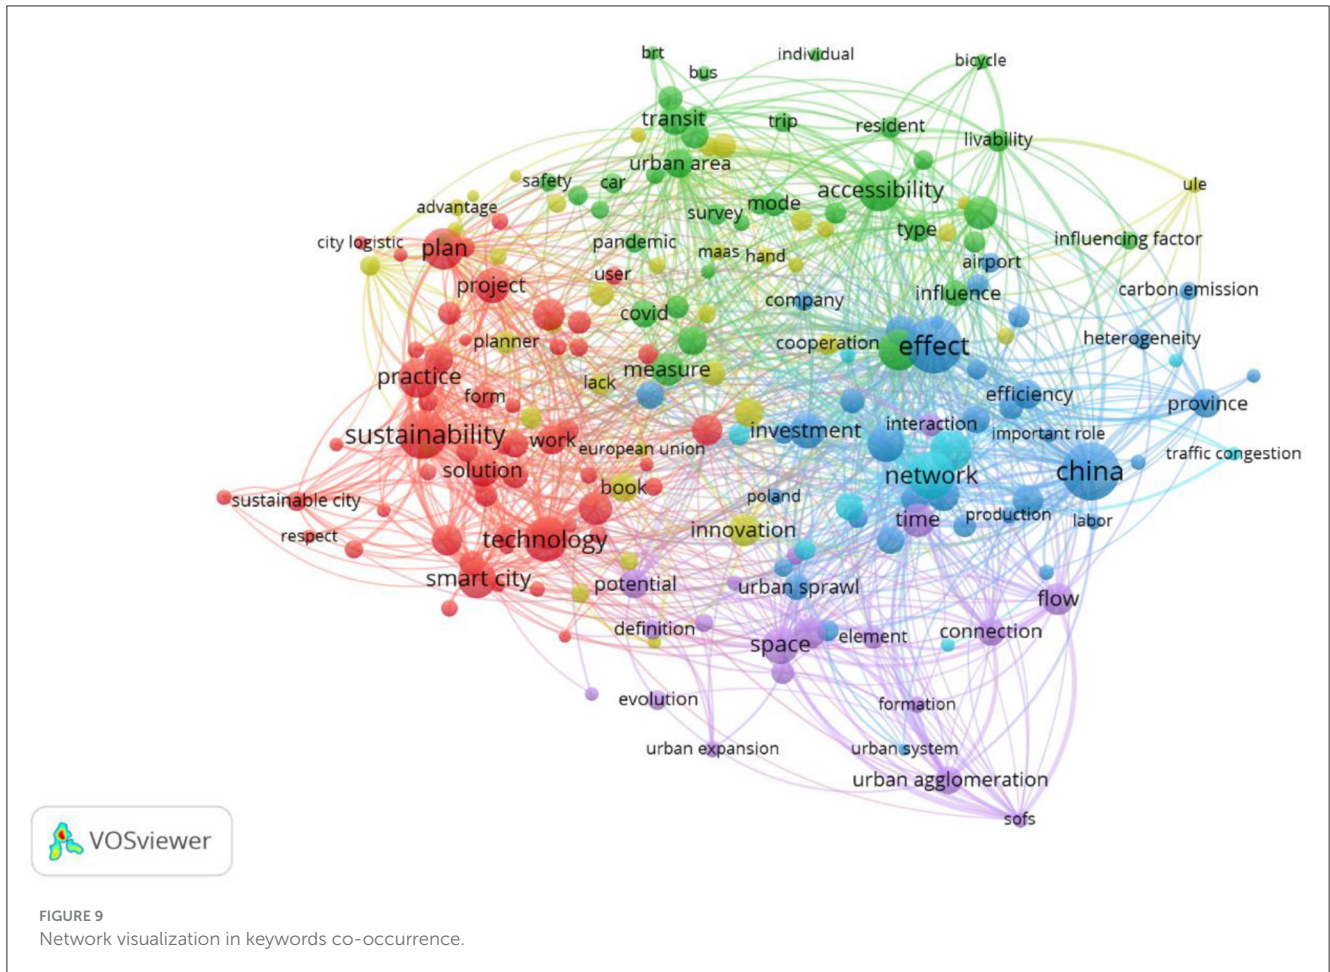 brt
individual
bicycle
bus
transit
trip
resident
livability
urban area
safety
car
accessibility
ule
advantage
survey
mode
type
city logistic
plan
pandemic
maas
hand
influencing factor
airport
user
project
company
influence
carbon emission
covid
planner
cooperation
effect
heterogeneity
practice
lack
measure
form
efficiency
province
sustainability
work
european union
investment
interaction
important role
traffic congestion
solution
book
network
china
sustainable city
poland
respect
technology
innovation
time
production
labor
smart city
potential
urban sprawl
flow
definition
space
element
connection
evolution
formation
urban expansion
urban system
urban agglomeration
sofs
VOSviewer
FIGURE 9
Network visualization in keywords co-occurrence.